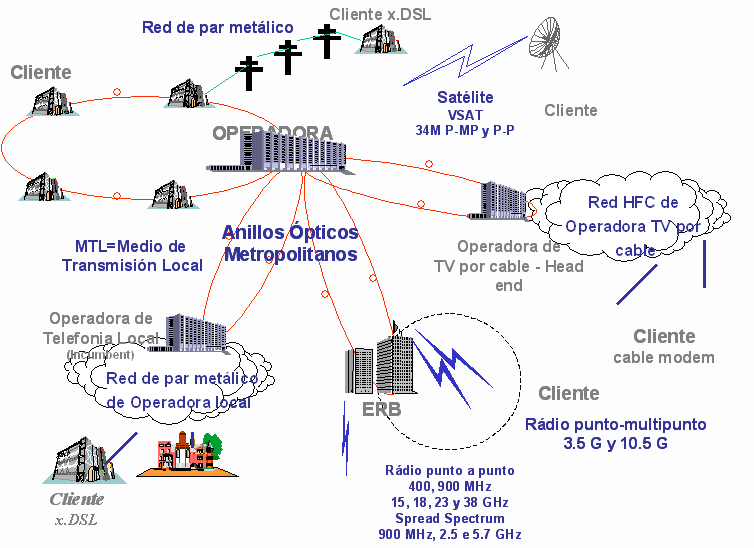 Cliente x.DSL
Red de par metálico
Cliente
Satélite
VSAT
34M P-MP y P-P
Cliente
OPERADORA
Red HFC de
Operadora TV por
cable
Anillos Ópticos
Metropolitanos
MTL=Medio de
Transmisión Local
Operadora de
TV por cable - Head
end
Operadora de
Telefonia Local
(Incumbent)
Cliente
cable modem
Red de par metálico
de Operadora local
ERB
Cliente
Rádio punto-multipunto
3.5 G y 10.5 G
Rádio punto a punto
400, 900 MHz
15, 18, 23 y 38 GHz
Spread Spectrum
900 MHz, 2.5 e 5.7 GHz
Cliente
x.DSL